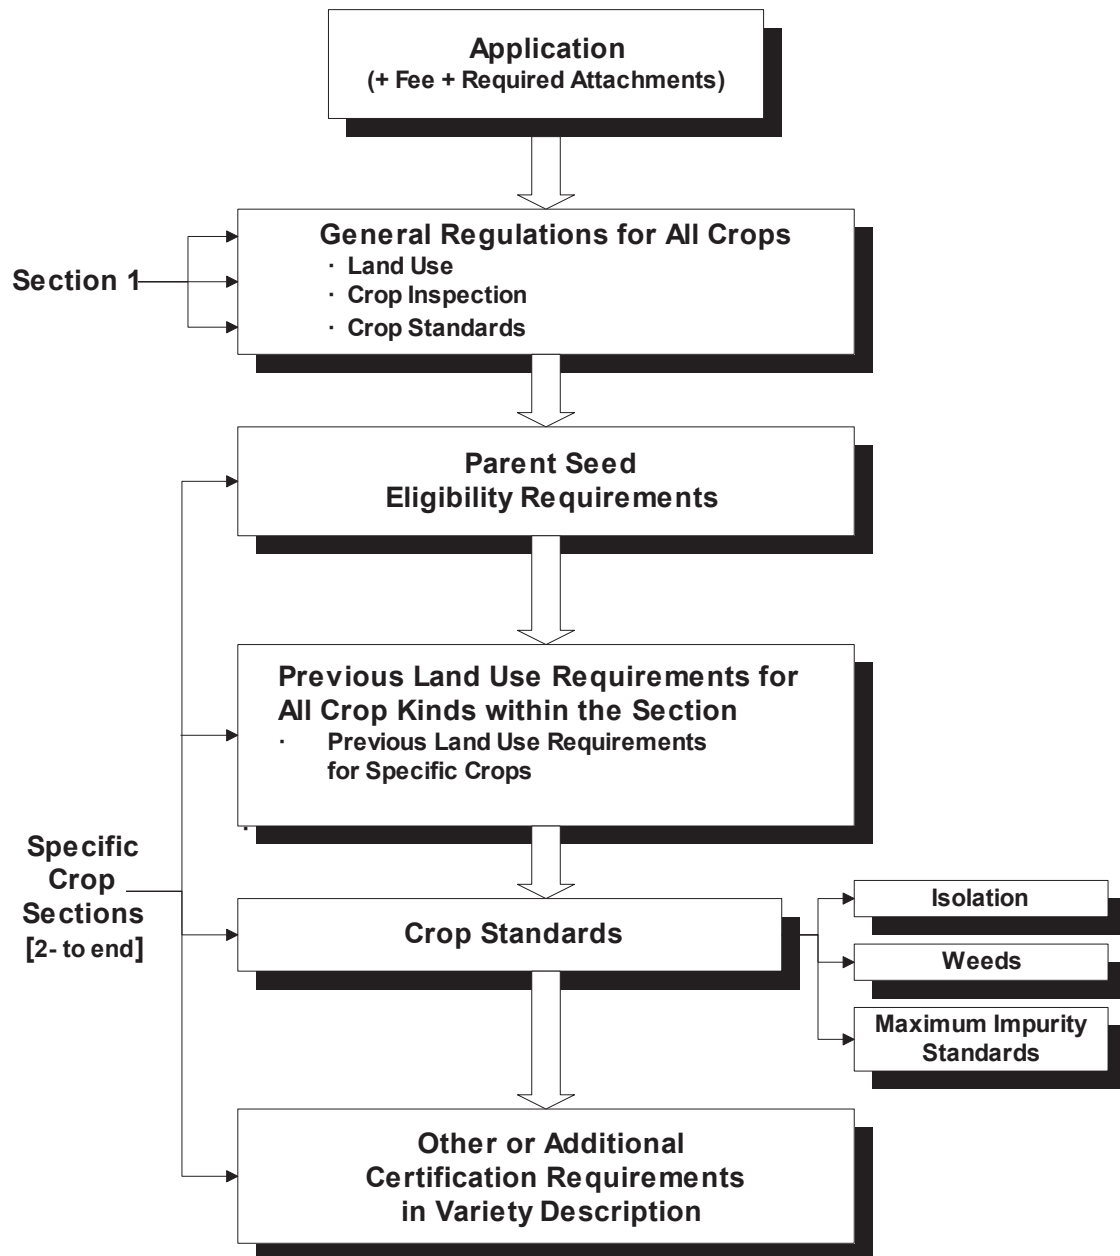 Application
(+ Fee + Required Attachments)
General Regulations for All Crops
· Land Use
· Crop Inspection
· Crop Standards
Section 1
Parent Seed
Eligibility Requirements
Previous Land Use Requirements for
All Crop Kinds within the Section
· Previous Land Use Requirements
for Specific Crops
Specific
Crop
Sections
[2- to end]
Crop Standards
Isolation
Weeds
Maximum Impurity
Standards
Other or Additional
Certification Requirements
in Variety Description